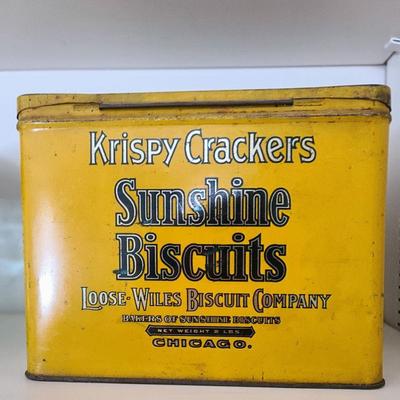 Krispy Crackers
Sunshine
Biscuits
Loose-Wiles Biscuit Company
Bakers of Sunshine Biscuits
Net Weight 2 Lbs.
Chicago.